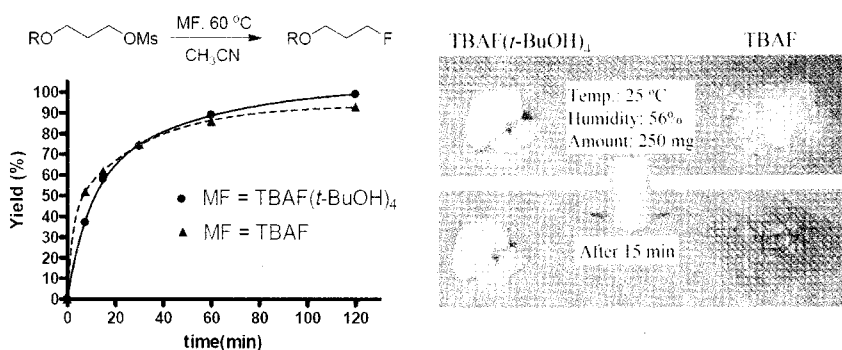 MF. 60 °C
RO OMs RO F
CH₃CN
100
90
80
70
60
50
40
30
20
10
0
Yield (%)
MF = TBAF(t-BuOH)₄
MF = TBAF
0 20 40 60 80 100 120
time(min)
TBAF(t-BuOH)₄ TBAF
Temp.: 25 °C
Humidity: 56%
Amount: 250 mg
After 15 min